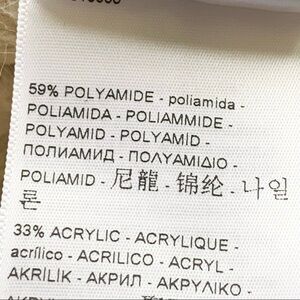 59% POLYAMIDE - poliamida -
POLIAMIDA - POLIAMMIDE -
POLYAMID - POLYAMİD -
ПОЛИАМИД - ΠΟΛΥΑΜΙΔΙΟ -
POLIAMID - 尼龍 - 锦纶 - 나일
론
33% ACRYLIC - ACRYLIQUE -
acrílico - ACRILICO - ACRYL -
AKRİLİK - АКРИЛ - ΑΚΡΥΛΙΚΟ -